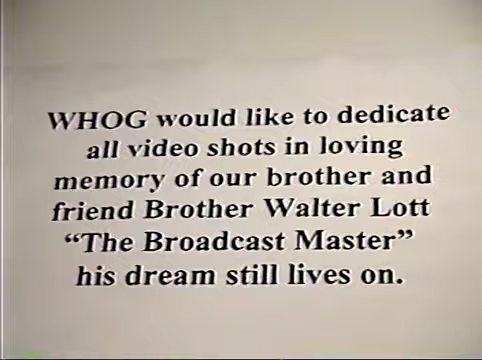 WHOG would like to dedicate
all video shots in loving
memory of our brother and
friend Brother Walter Lott
“The Broadcast Master”
his dream still lives on.